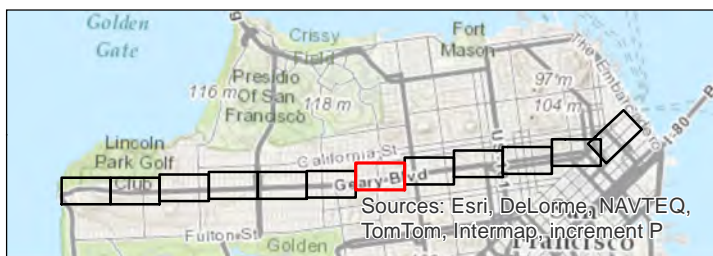 Golden
Gate
Crissy
Field
Fort
Mason
Presidio
Of San
Francisco
116 m
118 m
97 m
104 m
The Embarcadero
I-80
Lincoln
Park Golf
Club
California St
Geary Blvd
Fulton St
Golden
San
Francisco
Sources: Esri, DeLorme, NAVTEQ,
TomTom, Intermap, increment P